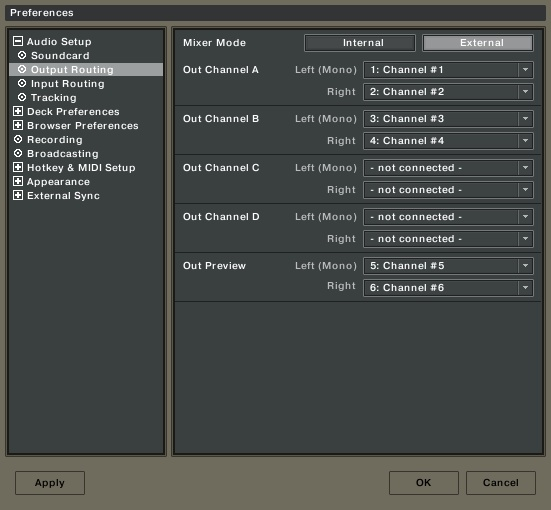 Preferences
Audio Setup
Soundcard
Output Routing
Input Routing
Tracking
Deck Preferences
Browser Preferences
Recording
Broadcasting
Hotkey & MIDI Setup
Appearance
External Sync
Mixer Mode Internal External
Out Channel A Left (Mono) 1: Channel #1
Right 2: Channel #2
Out Channel B Left (Mono) 3: Channel #3
Right 4: Channel #4
Out Channel C Left (Mono) - not connected -
Right - not connected -
Out Channel D Left (Mono) - not connected -
Right - not connected -
Out Preview Left (Mono) 5: Channel #5
Right 6: Channel #6
Apply OK Cancel